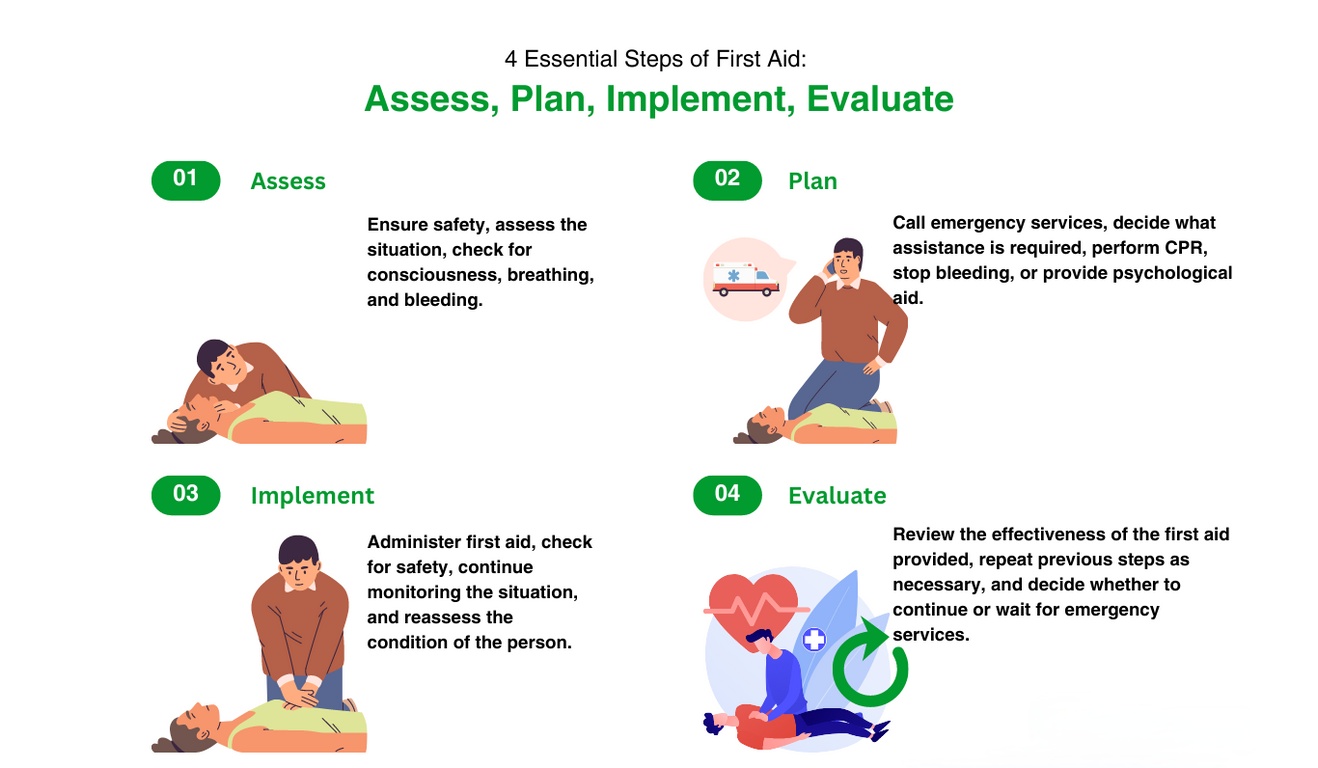 4 Essential Steps of First Aid:
Assess, Plan, Implement, Evaluate
01
Assess
Ensure safety, assess the
situation, check for
consciousness, breathing,
and bleeding.
02
Plan
Call emergency services, decide what
assistance is required, perform CPR,
stop bleeding, or provide psychological
aid.
03
Implement
Administer first aid, check
for safety, continue
monitoring the situation,
and reassess the
condition of the person.
04
Evaluate
Review the effectiveness of the first aid
provided, repeat previous steps as
necessary, and decide whether to
continue or wait for emergency
services.